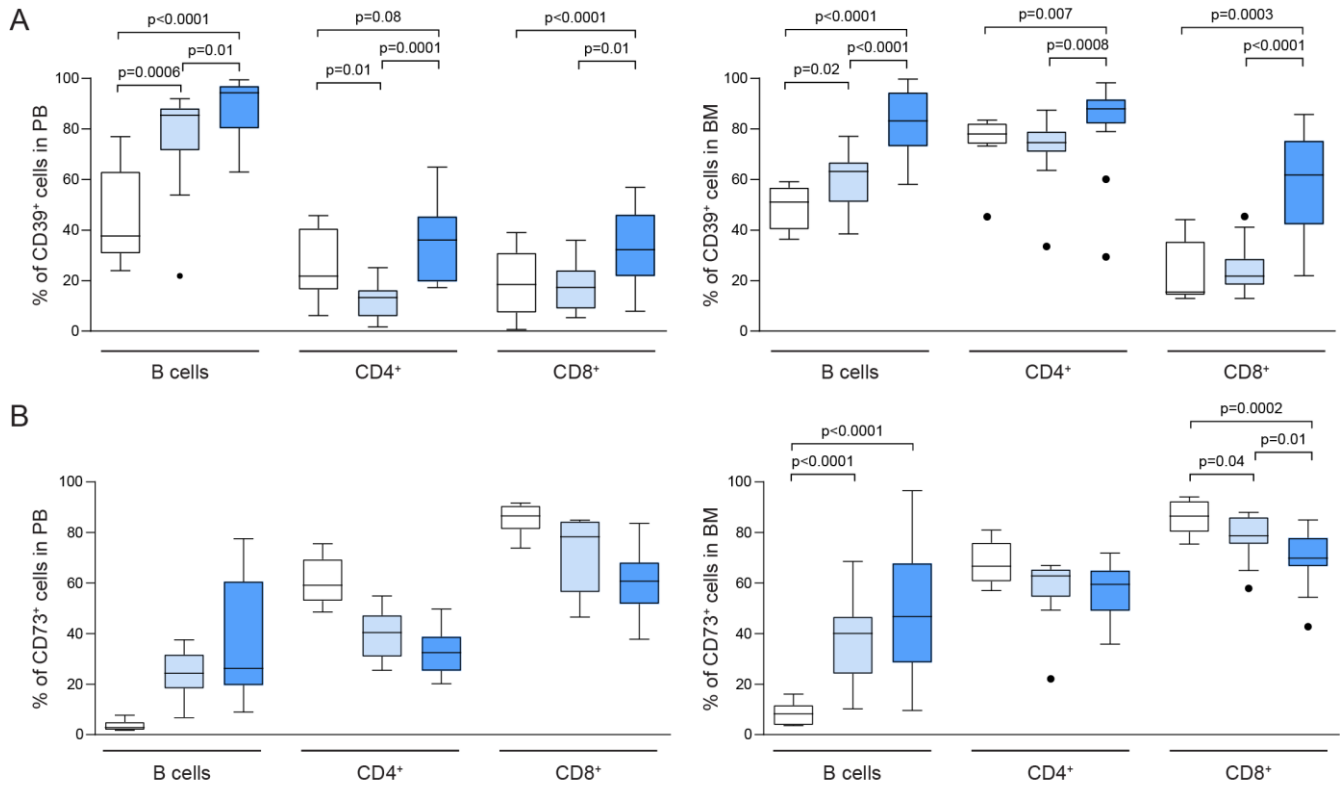 A
p<0.0001
p=0.01
p=0.0006
p=0.08
p=0.0001
p=0.01
p<0.0001
p=0.01
% of CD39⁺ cells in PB
100
80
60
40
20
0
B cells
CD4⁺
CD8⁺
p<0.0001
p<0.0001
p=0.02
p=0.007
p=0.0008
p=0.0003
p<0.0001
% of CD39⁺ cells in BM
100
80
60
40
20
0
B cells
CD4⁺
CD8⁺
B
% of CD73⁺ cells in PB
100
80
60
40
20
0
B cells
CD4⁺
CD8⁺
p<0.0001
p<0.0001
p=0.0002
p=0.01
p=0.04
% of CD73⁺ cells in BM
100
80
60
40
20
0
B cells
CD4⁺
CD8⁺